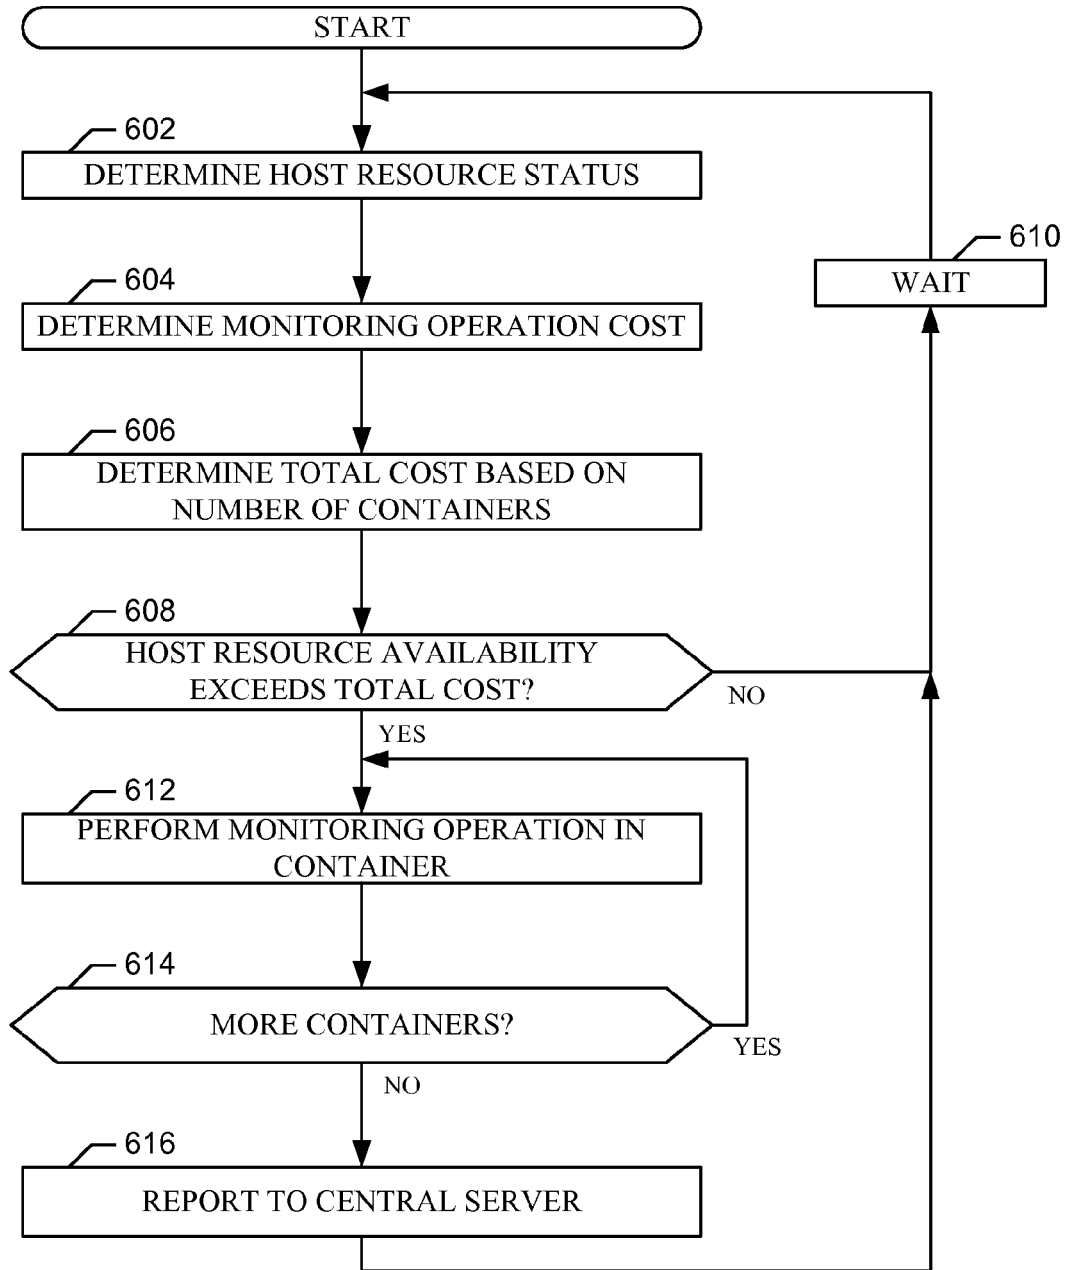 START
602
DETERMINE HOST RESOURCE STATUS
610
WAIT
604
DETERMINE MONITORING OPERATION COST
606
DETERMINE TOTAL COST BASED ON
NUMBER OF CONTAINERS
608
HOST RESOURCE AVAILABILITY
EXCEEDS TOTAL COST?
NO
YES
612
PERFORM MONITORING OPERATION IN
CONTAINER
614
MORE CONTAINERS?
YES
NO
616
REPORT TO CENTRAL SERVER